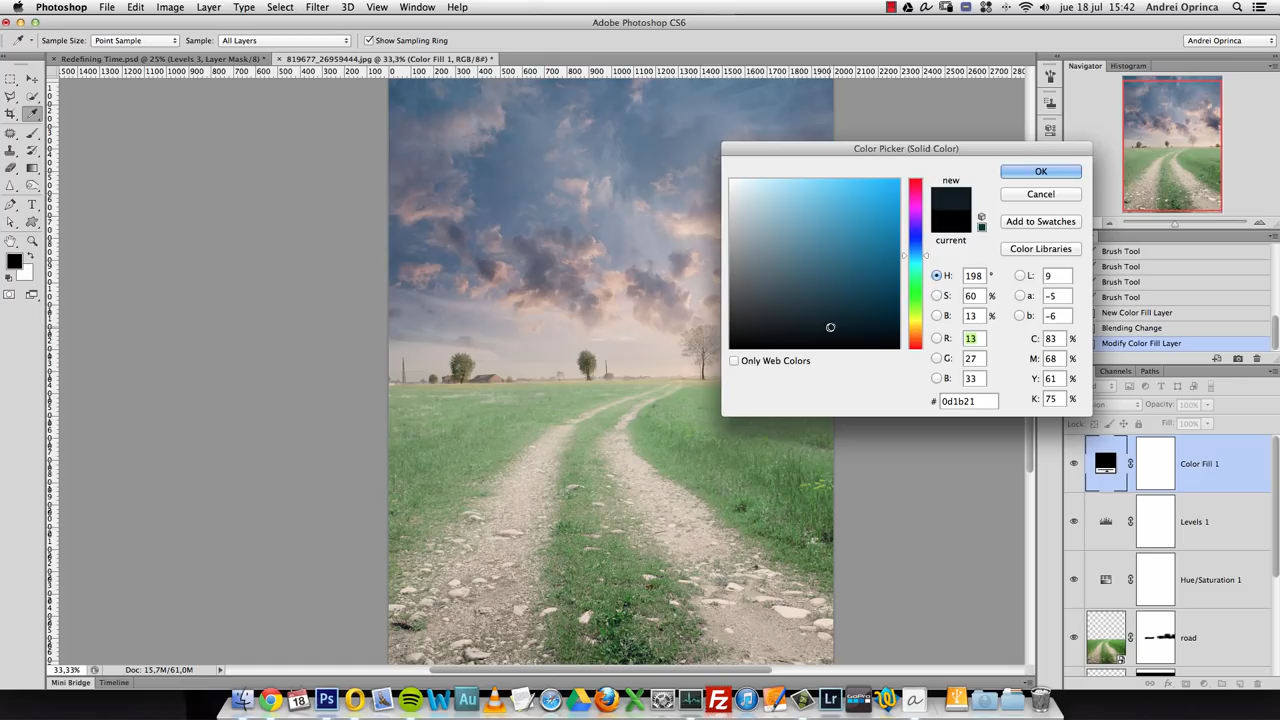 Photoshop File Edit Image Layer Type Select Filter 3D View Window Help jue 18 jul 15:42 Andrei Oprinca
Adobe Photoshop CS6
Sample Size: Point Sample Sample: All Layers Show Sampling Ring Andrei Oprinca
× Redefining Time.psd @ 25% (Levels 3, Layer Mask/8) * × 819677_26959444.jpg @ 33,3% (Color Fill 1, RGB/8#) *
Navigator Histogram
Color Picker (Solid Color)
new
OK
Cancel
Add to Swatches
current
Color Libraries
H: 198 ° L: 9
S: 60 % a: -5
B: 13 % b: -6
R: 13 C: 83 %
G: 27 M: 68 %
B: 33 Y: 61 %
# 0d1b21 K: 75 %
Only Web Colors
Brush Tool
Brush Tool
Brush Tool
Brush Tool
New Color Fill Layer
Blending Change
Modify Color Fill Layer
Channels Paths
Opacity: 100%
Lock: Fill: 100%
Color Fill 1
Levels 1
Hue/Saturation 1
road
33,33% Doc: 15,7M/61,0M
Mini Bridge Timeline